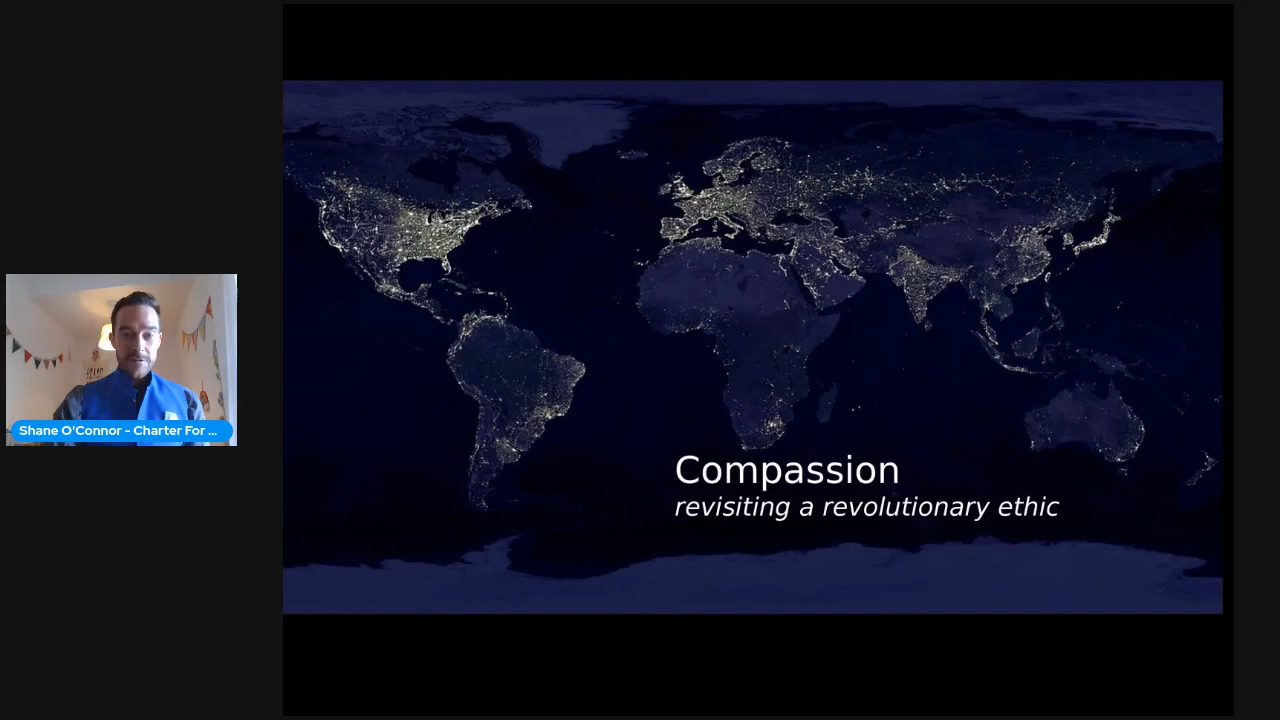 Compassion
revisiting a revolutionary ethic
Shane O'Connor - Charter For ...